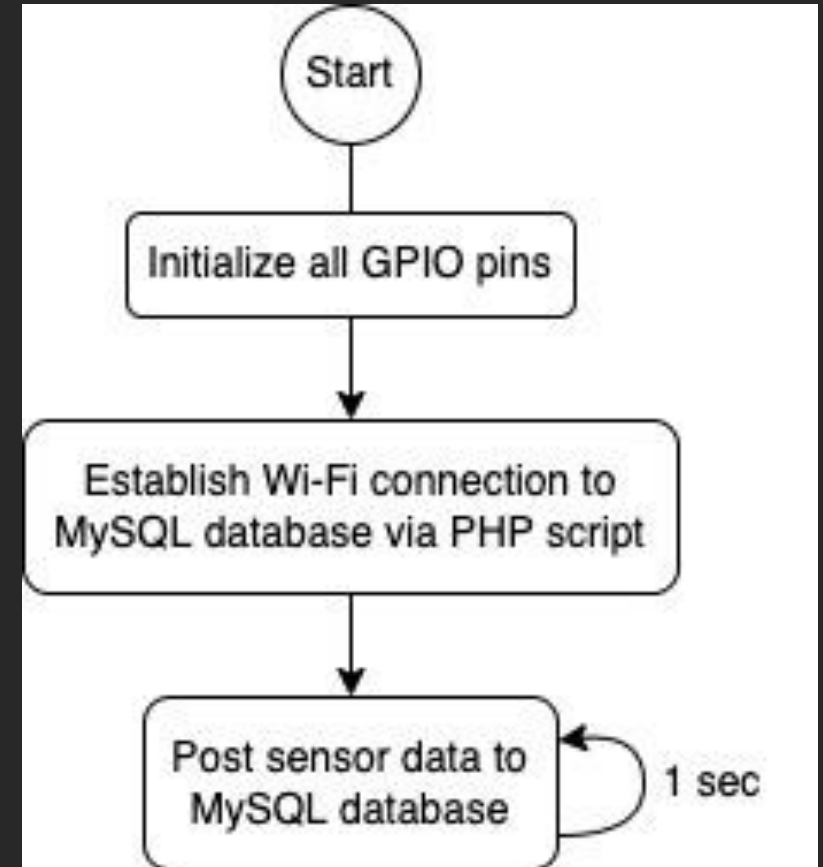 Start
Initialize all GPIO pins
Establish Wi-Fi connection to
MySQL database via PHP script
Post sensor data to
MySQL database
1 sec